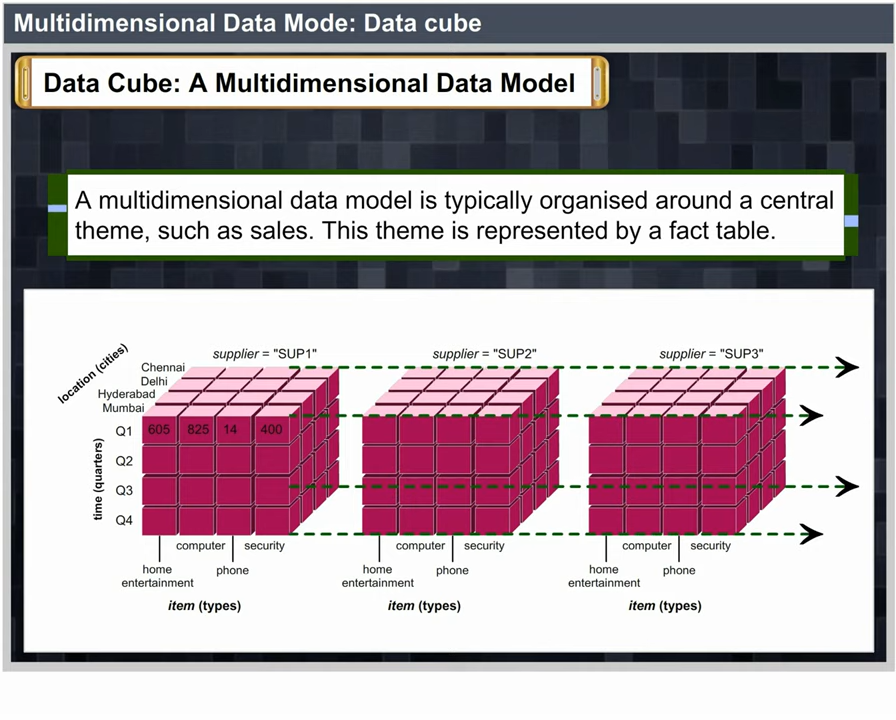 Multidimensional Data Mode: Data cube
Data Cube: A Multidimensional Data Model
A multidimensional data model is typically organised around a central
theme, such as sales. This theme is represented by a fact table.
location (cities)
supplier = "SUP1"
supplier = "SUP2"
supplier = "SUP3"
Chennai
Delhi
Hyderabad
Mumbai
time (quarters)
Q1 605 825 14 400
Q2
Q3
Q4
computer security
home entertainment
phone
item (types)
computer security
home entertainment
phone
item (types)
computer security
home entertainment
phone
item (types)